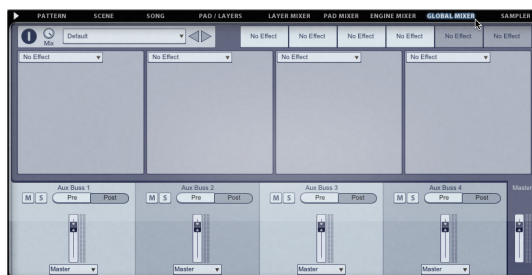 PATTERN SCENE SONG PAD / LAYERS LAYER MIXER PAD MIXER ENGINE MIXER GLOBAL MIXER SAMPLER
Mix Default No Effect No Effect No Effect No Effect No Effect No Effect
No Effect No Effect No Effect No Effect
Aux Buss 1 Aux Buss 2 Aux Buss 3 Aux Buss 4 Master
M S Pre Post M S Pre Post M S Pre Post M S Pre Post
Master Master Master Master